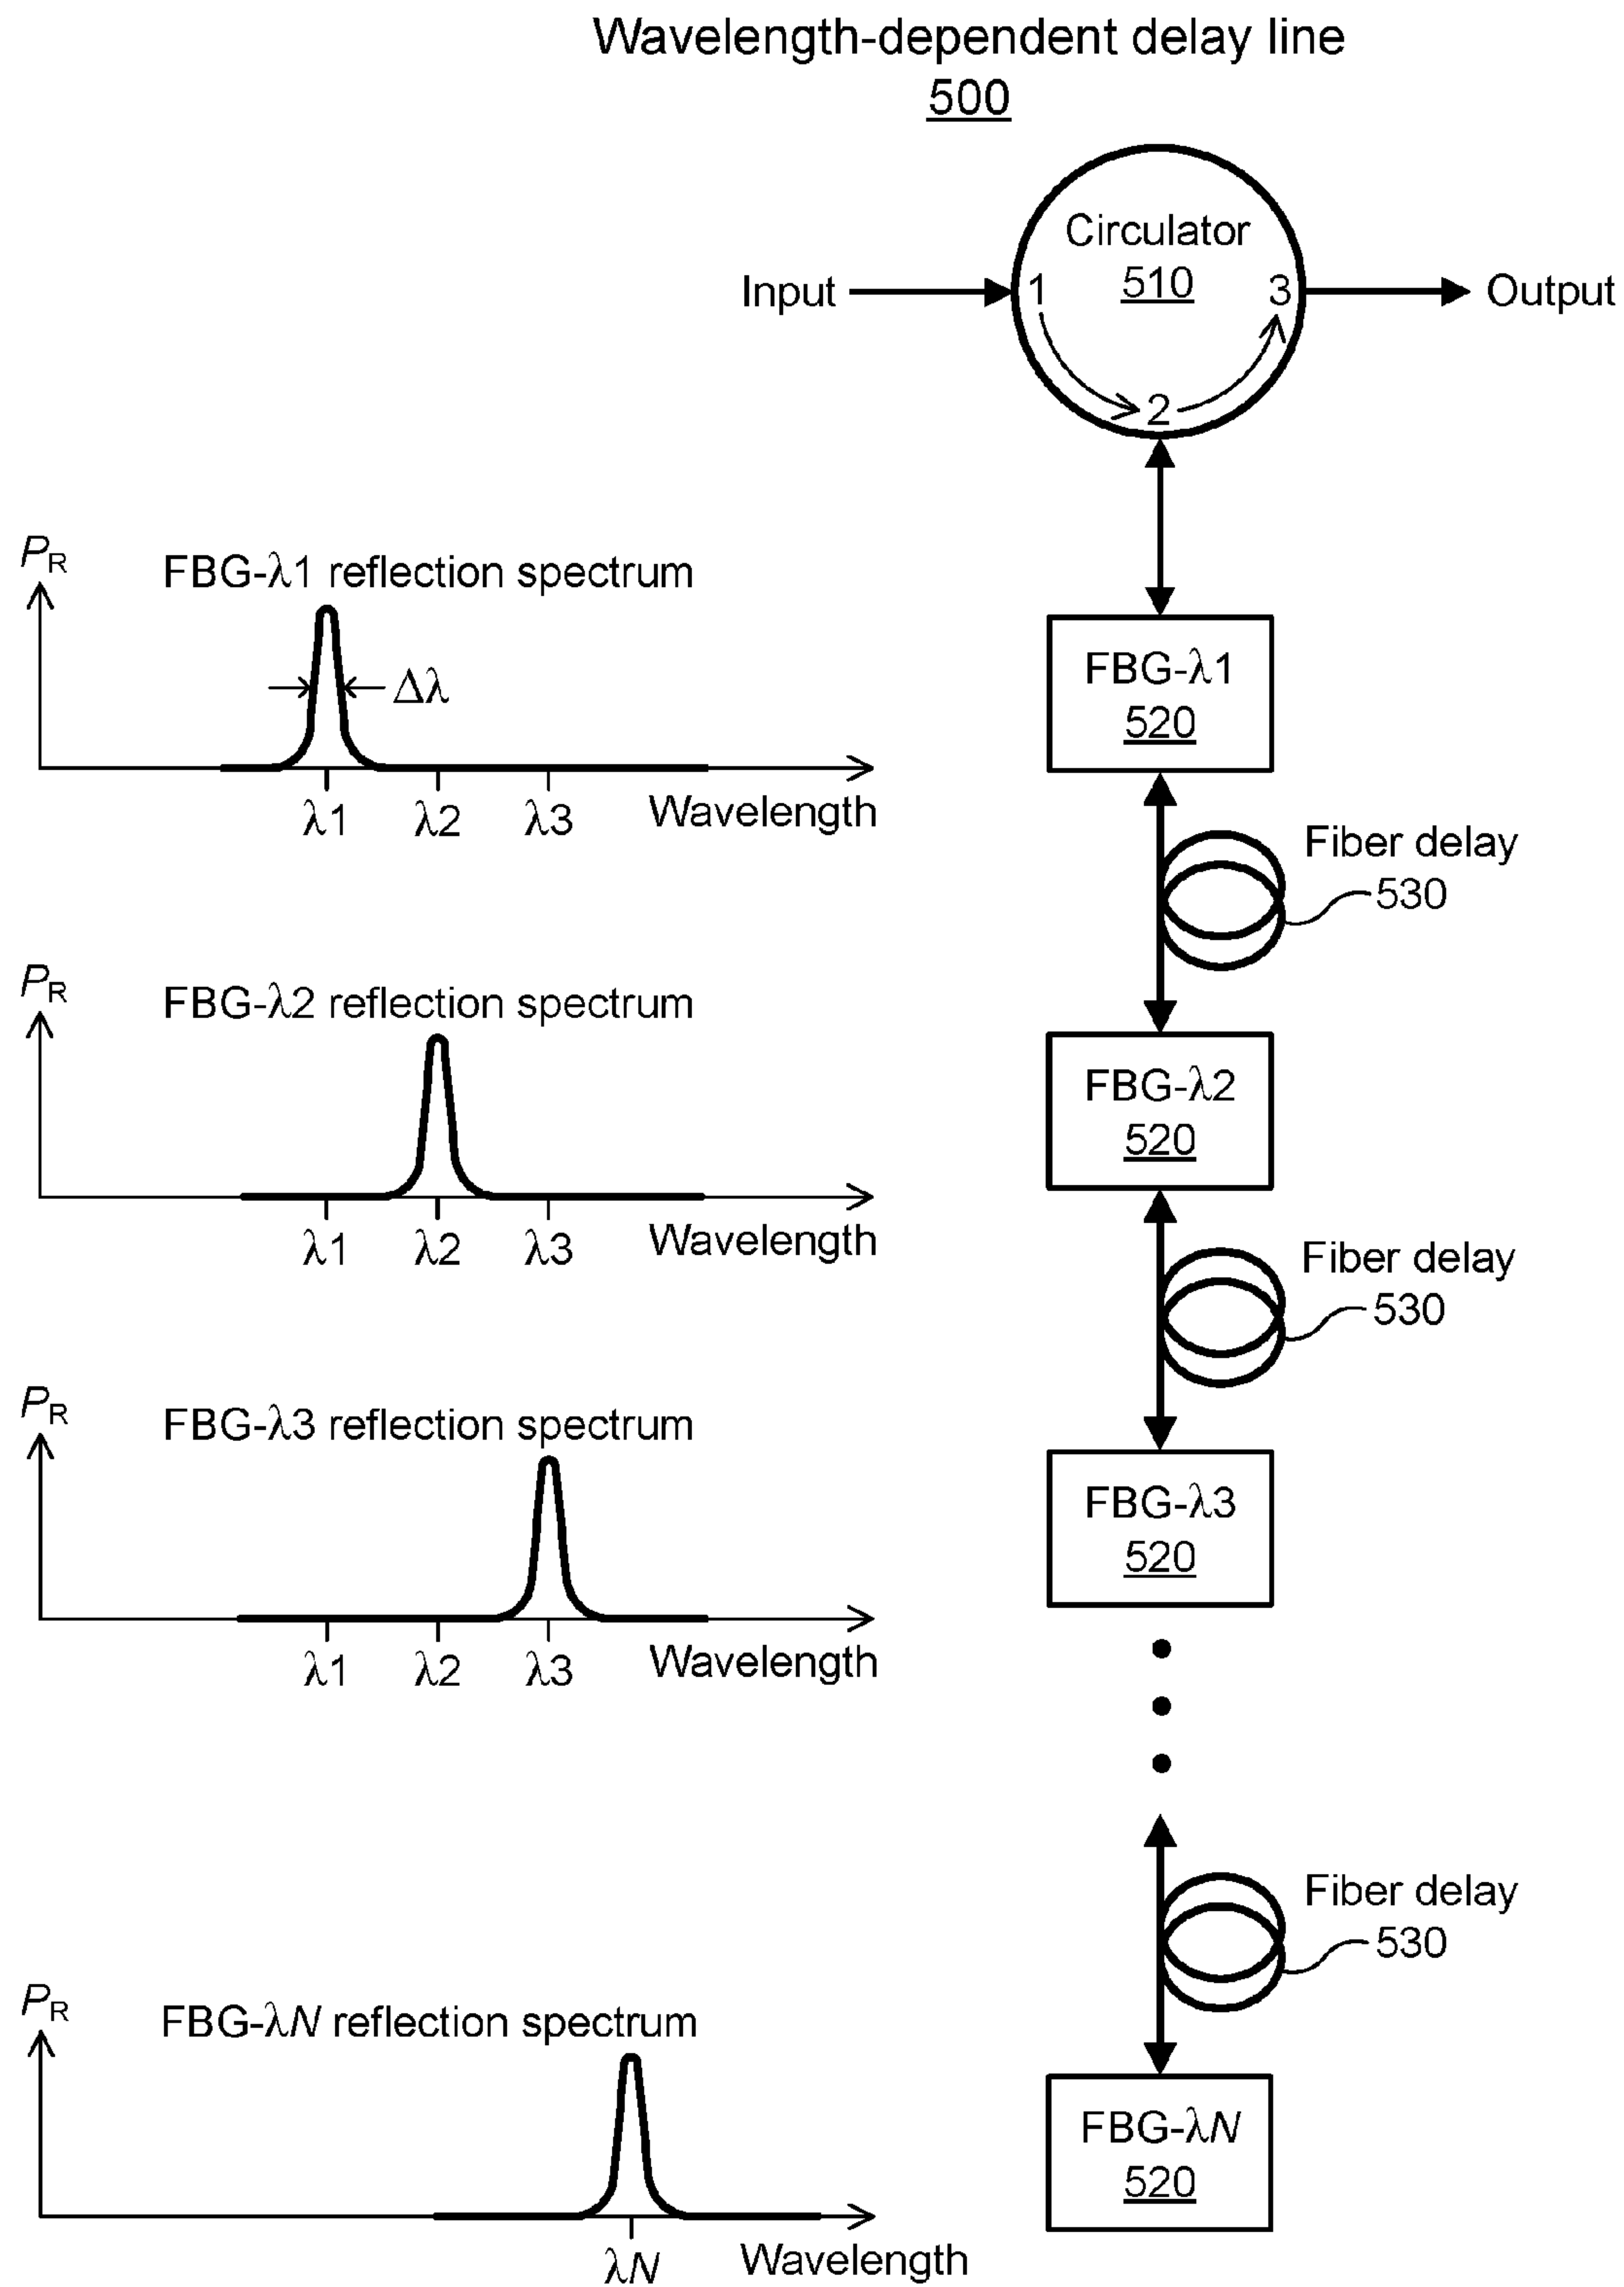 Wavelength-dependent delay line
500
Circulator
510
1
2
3
Input
Output
PR
FBG-λ1 reflection spectrum
Δλ
λ1 λ2 λ3 Wavelength
FBG-λ1
520
Fiber delay
530
PR
FBG-λ2 reflection spectrum
λ1 λ2 λ3 Wavelength
FBG-λ2
520
Fiber delay
530
PR
FBG-λ3 reflection spectrum
λ1 λ2 λ3 Wavelength
FBG-λ3
520
Fiber delay
530
PR
FBG-λN reflection spectrum
λN Wavelength
FBG-λN
520